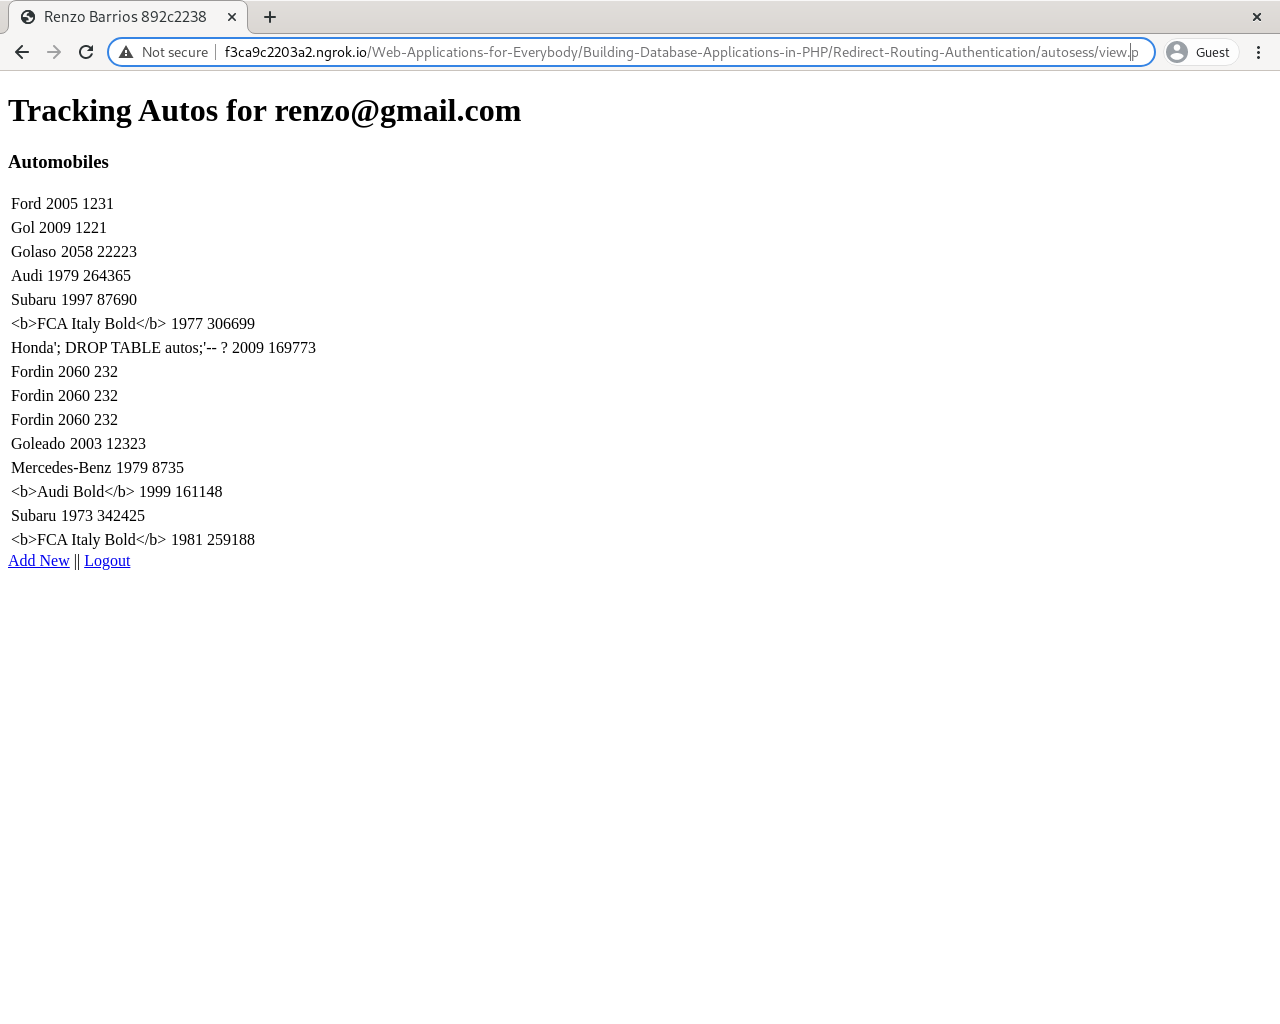 Renzo Barrios 892c2238
Not secure f3ca9c2203a2.ngrok.io/Web-Applications-for-Everybody/Building-Database-Applications-in-PHP/Redirect-Routing-Authentication/autosess/view.p Guest
Tracking Autos for renzo@gmail.com
Automobiles
Ford 2005 1231
Gol 2009 1221
Golaso 2058 22223
Audi 1979 264365
Subaru 1997 87690
<b>FCA Italy Bold</b> 1977 306699
Honda'; DROP TABLE autos;'-- ? 2009 169773
Fordin 2060 232
Fordin 2060 232
Fordin 2060 232
Goleado 2003 12323
Mercedes-Benz 1979 8735
<b>Audi Bold</b> 1999 161148
Subaru 1973 342425
<b>FCA Italy Bold</b> 1981 259188
Add New || Logout